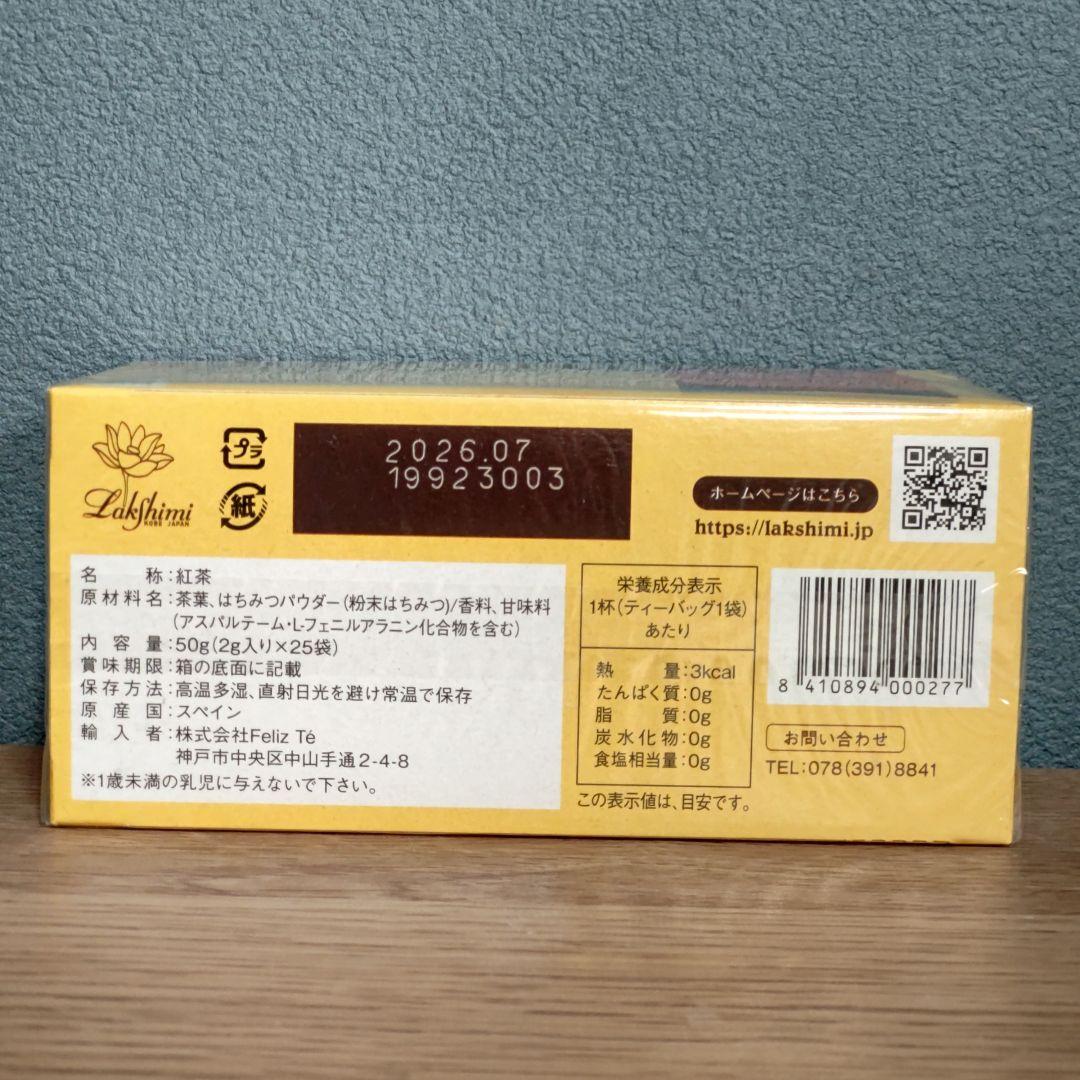 Lakshimi
KOBE JAPAN
プラ
紙
2026.07
19923003
ホームページはこちら
https://lakshimi.jp
名称:紅茶
原材料名:茶葉、はちみつパウダー(粉末はちみつ)/香料、甘味料
(アスパルテーム・L-フェニルアラニン化合物を含む)
内容量:50g(2g入り×25袋)
賞味期限:箱の底面に記載
保存方法:高温多湿、直射日光を避け常温で保存
原産国:スペイン
輸入者:株式会社Feliz Té
神戸市中央区中山手通2-4-8
※1歳未満の乳児に与えないで下さい。
栄養成分表示
1杯(ティーバッグ1袋)
あたり
熱量:3kcal
たんぱく質:0g
脂質:0g
炭水化物:0g
食塩相当量:0g
この表示値は、目安です。
8 410894 000277
お問い合わせ
TEL:078(391)8841